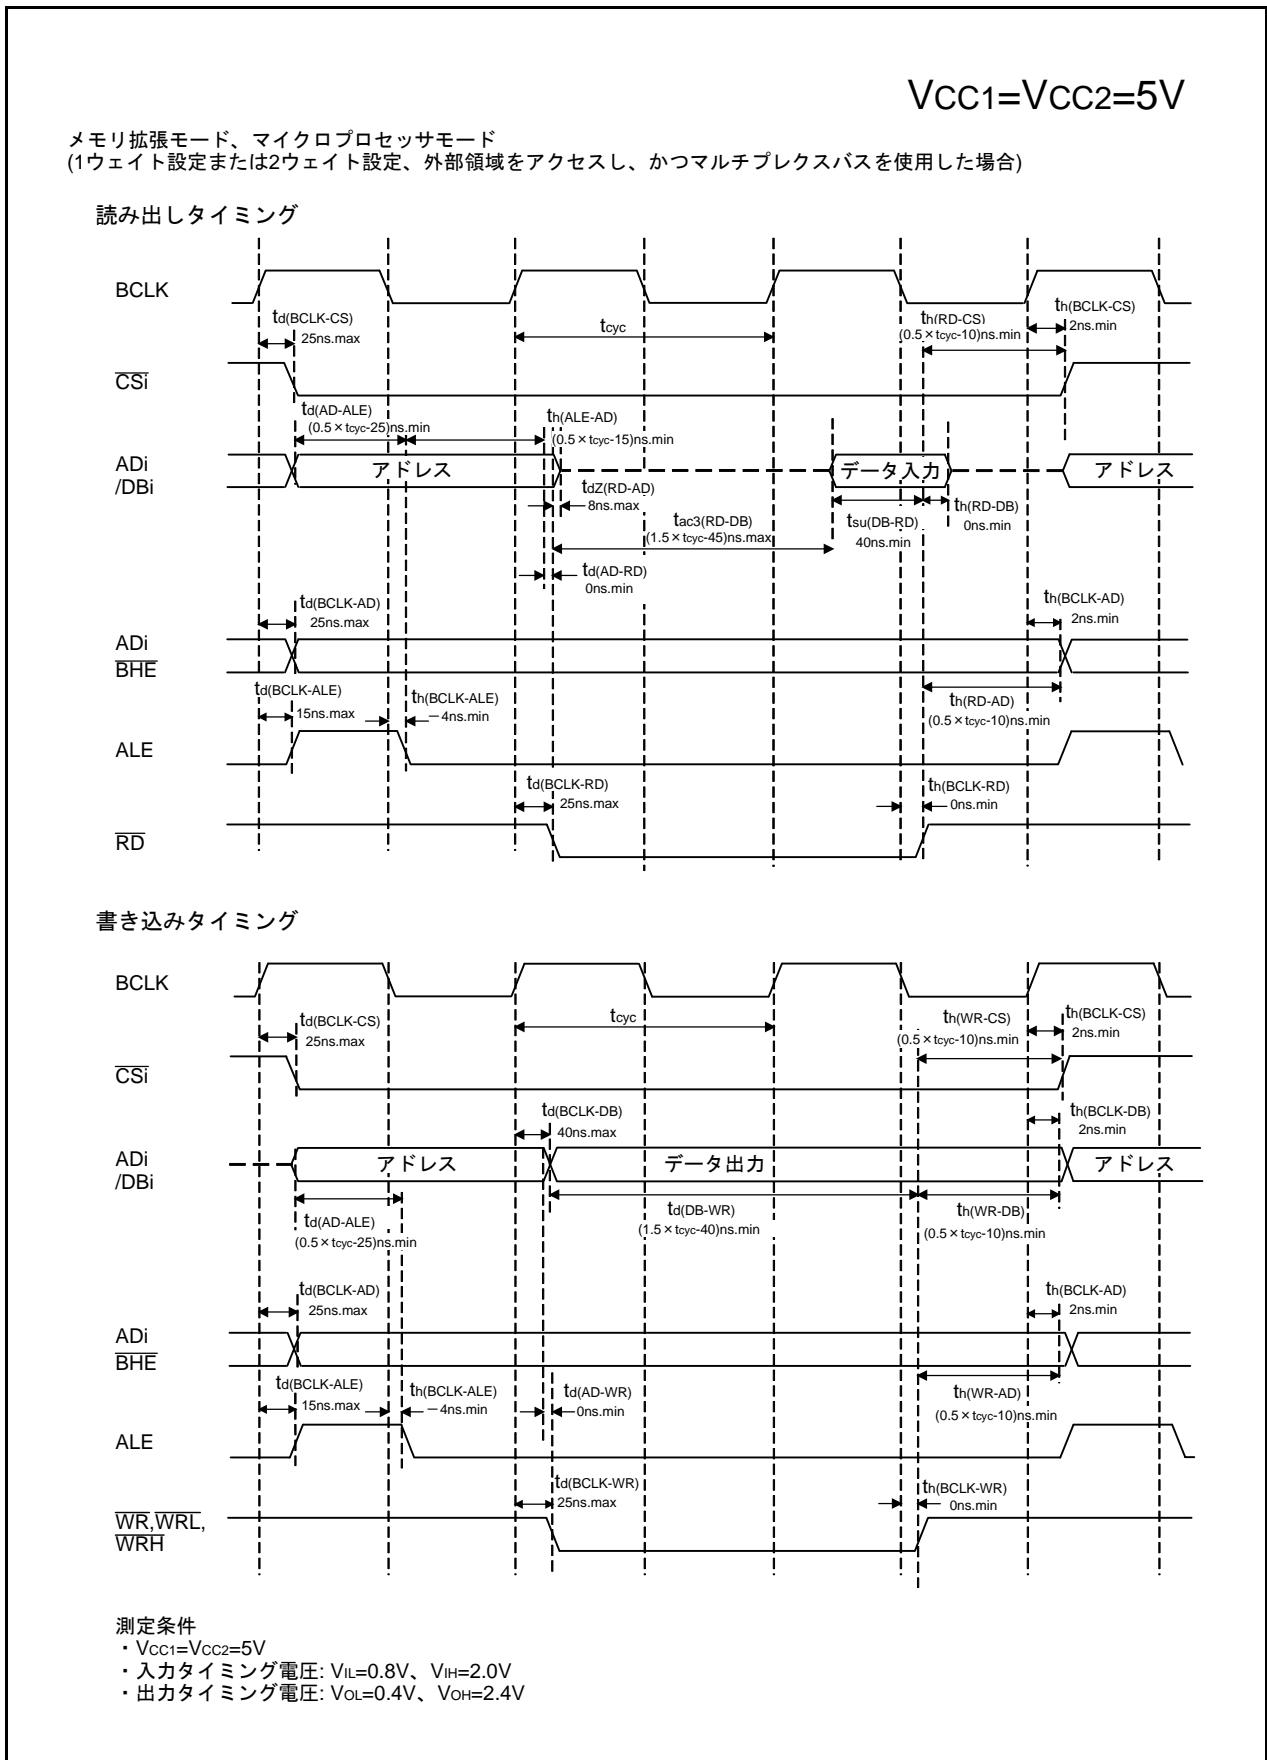 VCC1=VCC2=5V
メモリ拡張モード、マイクロプロセッサモード
(1ウェイト設定または2ウェイト設定、外部領域をアクセスし、かつマルチプレクスバスを使用した場合)
読み出しタイミング
BCLK
td(BCLK-CS)
25ns.max
tcyc
th(RD-CS)
(0.5×tcyc-10)ns.min
th(BCLK-CS)
2ns.min
CSi
td(AD-ALE)
(0.5×tcyc-25)ns.min
th(ALE-AD)
(0.5×tcyc-15)ns.min
ADi
/DBi
アドレス
データ入力
アドレス
tdZ(RD-AD)
8ns.max
tac3(RD-DB)
(1.5×tcyc-45)ns.max
tsu(DB-RD)
40ns.min
th(RD-DB)
0ns.min
td(AD-RD)
0ns.min
td(BCLK-AD)
25ns.max
th(BCLK-AD)
2ns.min
ADi
BHE
td(BCLK-ALE)
15ns.max
th(BCLK-ALE)
－4ns.min
th(RD-AD)
(0.5×tcyc-10)ns.min
ALE
td(BCLK-RD)
25ns.max
th(BCLK-RD)
0ns.min
RD
書き込みタイミング
BCLK
td(BCLK-CS)
25ns.max
tcyc
th(WR-CS)
(0.5×tcyc-10)ns.min
th(BCLK-CS)
2ns.min
CSi
td(BCLK-DB)
40ns.max
th(BCLK-DB)
2ns.min
ADi
/DBi
アドレス
データ出力
アドレス
td(AD-ALE)
(0.5×tcyc-25)ns.min
td(DB-WR)
(1.5×tcyc-40)ns.min
th(WR-DB)
(0.5×tcyc-10)ns.min
td(BCLK-AD)
25ns.max
th(BCLK-AD)
2ns.min
ADi
BHE
td(BCLK-ALE)
15ns.max
th(BCLK-ALE)
－4ns.min
td(AD-WR)
0ns.min
th(WR-AD)
(0.5×tcyc-10)ns.min
ALE
td(BCLK-WR)
25ns.max
th(BCLK-WR)
0ns.min
WR,WRL,
WRH
測定条件
・VCC1=VCC2=5V
・入力タイミング電圧: VIL=0.8V、VIH=2.0V
・出力タイミング電圧: VOL=0.4V、VOH=2.4V